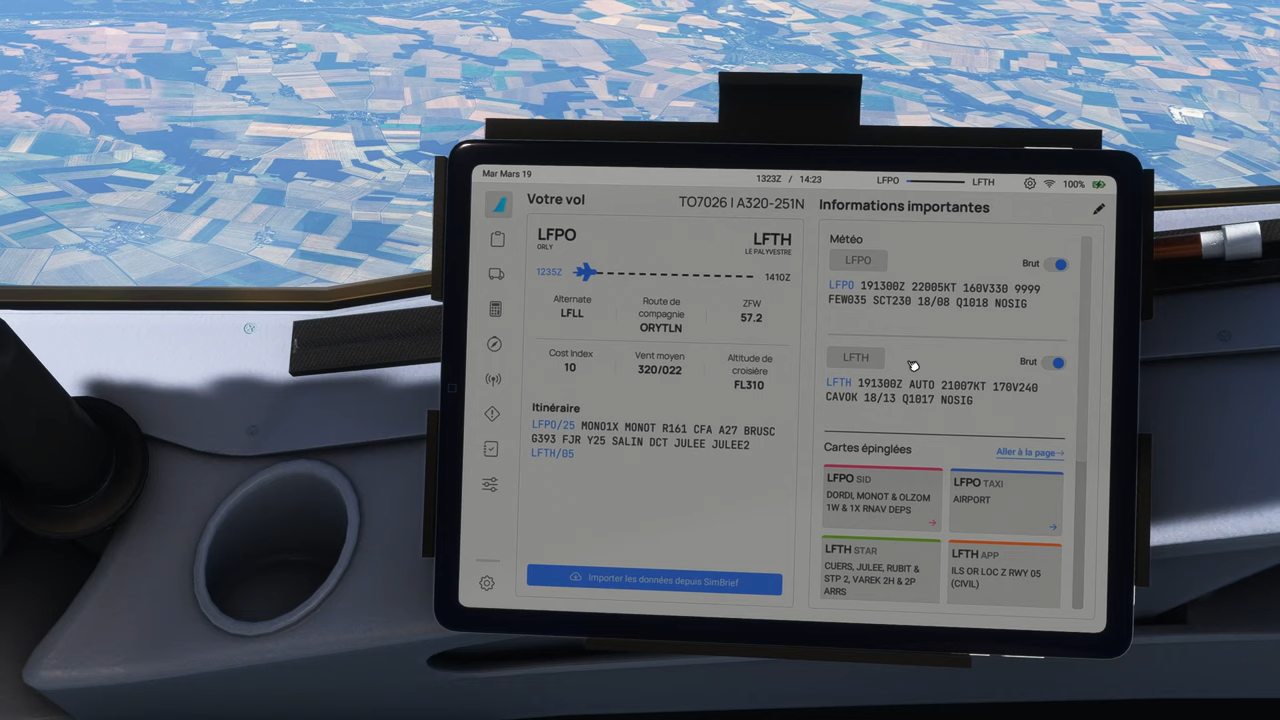 Mar Mars 19
1323Z / 14:23
LFPO
LFTH
100%
Votre vol
TO7026 | A320-251N
LFPO
ORLY
LFTH
LE PALYVESTRE
1235Z
1410Z
Alternate
LFLL
Route de
compagnie
ORYTLN
ZFW
57.2
Cost Index
10
Vent moyen
320/022
Altitude de
croisière
FL310
Itinéraire
LFPO/25 MONO1X MONOT R161 CFA A27 BRUSC
G393 FJR Y25 SALIN DCT JULEE JULEE2
LFTH/05
Importer les données depuis SimBrief
Informations importantes
Météo
LFPO
Brut
LFPO 191300Z 22005KT 160V330 9999
FEW035 SCT230 18/08 Q1018 NOSIG
LFTH
Brut
LFTH 191300Z AUTO 21007KT 170V240
CAVOK 18/13 Q1017 NOSIG
Cartes épinglées
Aller à la page→
LFPO SID
DORDI, MONOT & OLZOM
1W & 1X RNAV DEPS
LFPO TAXI
AIRPORT
LFTH STAR
CUERS, JULEE, RUBIT &
STP 2, VAREK 2H & 2P
ARRS
LFTH APP
ILS OR LOC Z RWY 05
(CIVIL)